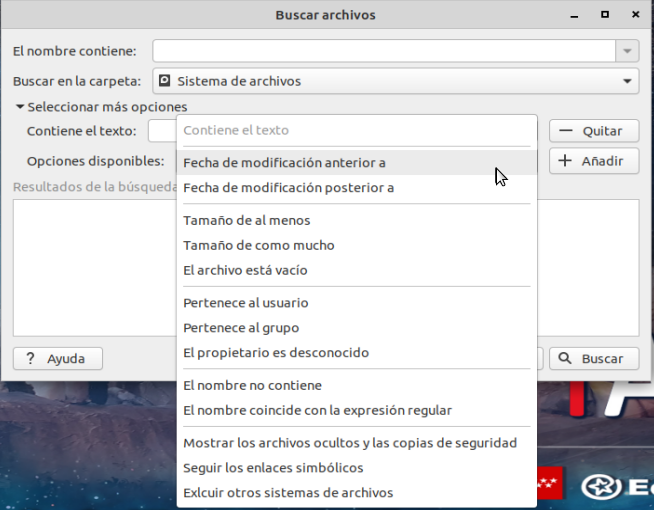 Buscar archivos
El nombre contiene:
Buscar en la carpeta: Sistema de archivos
Seleccionar más opciones
Contiene el texto: Contiene el texto Quitar
Opciones disponibles: Fecha de modificación anterior a Añadir
Fecha de modificación posterior a
Resultados de la búsqueda
Tamaño de al menos
Tamaño de como mucho
El archivo está vacío
Pertenece al usuario
Pertenece al grupo
El propietario es desconocido
? Ayuda Buscar
El nombre no contiene
El nombre coincide con la expresión regular
Mostrar los archivos ocultos y las copias de seguridad
Seguir los enlaces simbólicos
Exlcuir otros sistemas de archivos